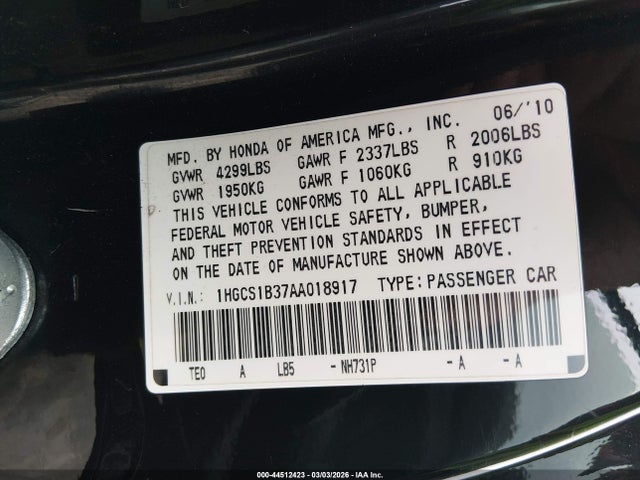 MFD. BY HONDA OF AMERICA MFG., INC. 06/'10
GVWR 4299LBS GAWR F 2337LBS R 2006LBS
GVWR 1950KG GAWR F 1060KG R 910KG
THIS VEHICLE CONFORMS TO ALL APPLICABLE
FEDERAL MOTOR VEHICLE SAFETY, BUMPER,
AND THEFT PREVENTION STANDARDS IN EFFECT
ON THE DATE OF MANUFACTURE SHOWN ABOVE.
V.I.N.: 1HGCS1B37AA018917 TYPE:PASSENGER CAR
TE0 A LB5 - NH731P - A - A
000-44512423 | 03/03/2026 - IAA Inc.